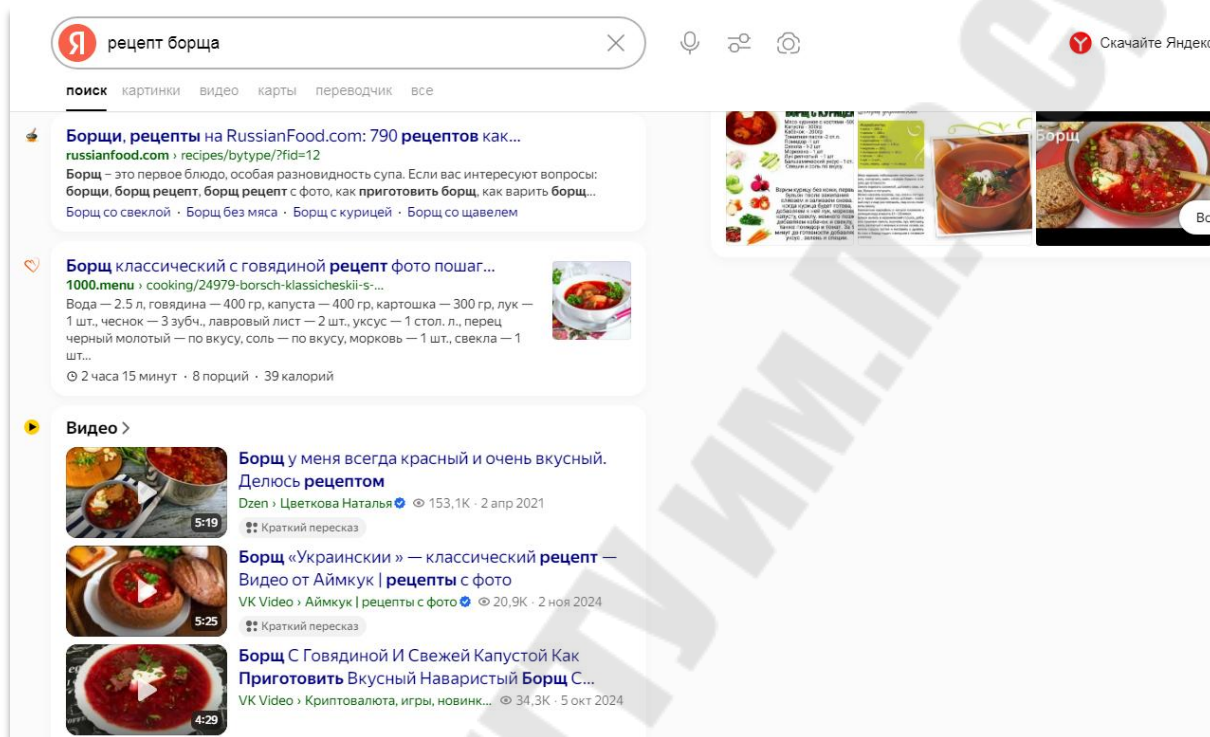 Я рецепт борща
Скачайте Яндекс
поиск картинки видео карты переводчик все
Борщи, рецепты на RussianFood.com: 790 рецептов как...
russianfood.com › recipes/bytype/?fid=12
Борщ – это первое блюдо, особая разновидность супа. Если вас интересуют вопросы:
борщи, борщ рецепт, борщ рецепт с фото, как приготовить борщ, как варить борщ...
Борщ со свеклой · Борщ без мяса · Борщ с курицей · Борщ со щавелем
Борщ классический с говядиной рецепт фото пошаг...
1000.menu › cooking/24979-borsch-klassicheskii-s-...
Вода — 2.5 л, говядина — 400 гр, капуста — 400 гр, картошка — 300 гр, лук —
1 шт., чеснок — 3 зубч., лавровый лист — 2 шт., уксус — 1 стол. л., перец
черный молотый — по вкусу, соль — по вкусу, морковь — 1 шт., свекла — 1
шт...
2 часа 15 минут · 8 порций · 39 калорий
Видео
Борщ у меня всегда красный и очень вкусный.
Делюсь рецептом
Dzen › Цветкова Наталья 153,1K · 2 апр 2021
5:19
Краткий пересказ
Борщ «Украинскии » — классический рецепт —
Видео от Аймкук | рецепты с фото
VK Video › Аймкук | рецепты с фото 20,9K · 2 ноя 2024
5:25
Краткий пересказ
Борщ С Говядиной И Свежей Капустой Как
Приготовить Вкусный Наваристый Борщ С...
VK Video › Криптовалюта, игры, новинк... 34,3K · 5 окт 2024
4:29
Борщ
Вс
ИМ.П.